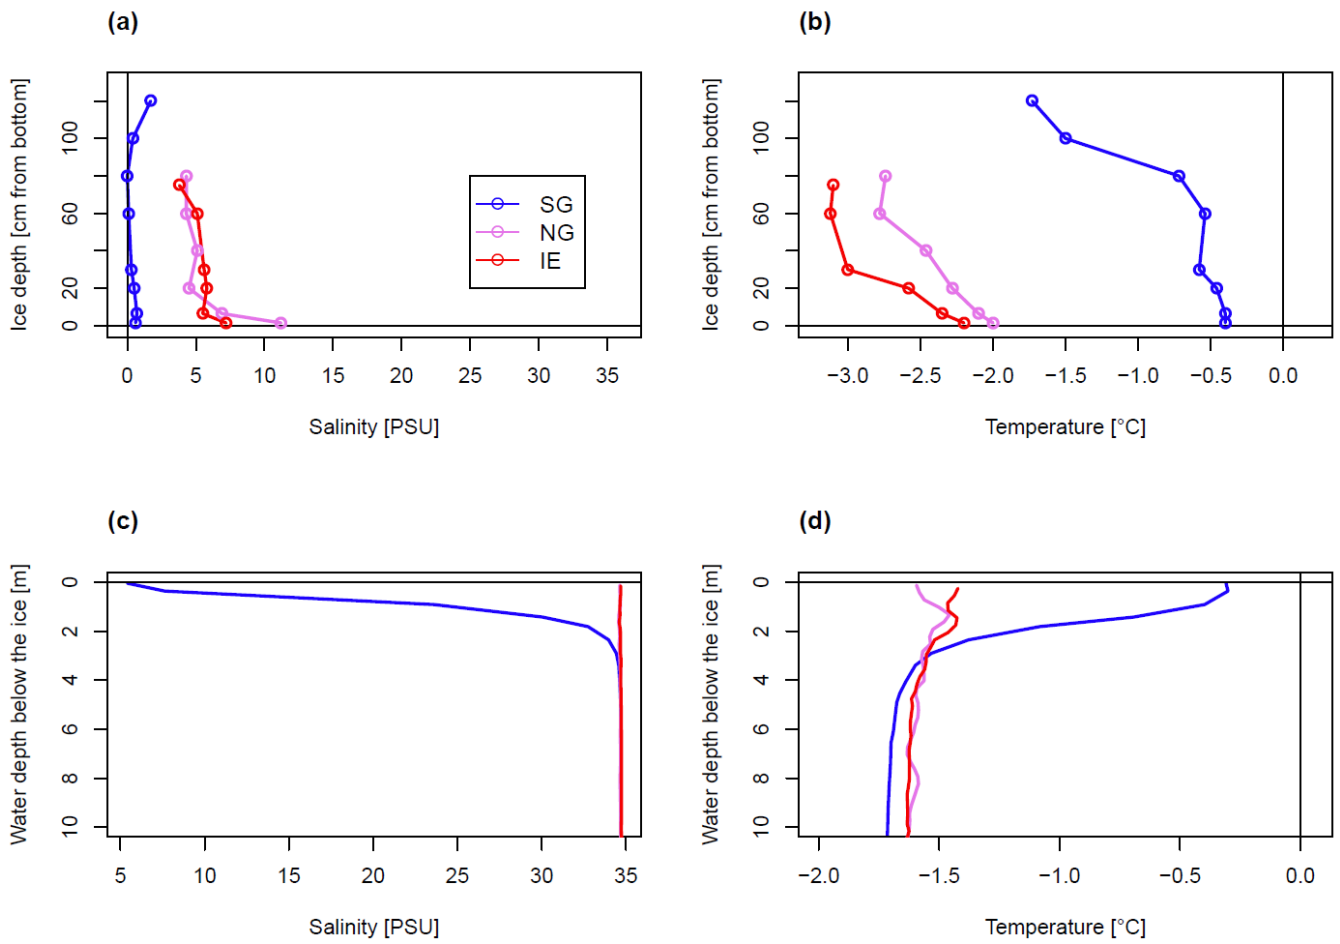 (a)
Ice depth [cm from bottom]
100
60
20
0
SG
NG
IE
0 5 10 15 20 25 30 35
Salinity [PSU]
(b)
Ice depth [cm from bottom]
100
60
20
0
−3.0 −2.5 −2.0 −1.5 −1.0 −0.5 0.0
Temperature [°C]
(c)
Water depth below the ice [m]
0
2
4
6
8
10
5 10 15 20 25 30 35
Salinity [PSU]
(d)
Water depth below the ice [m]
0
2
4
6
8
10
−2.0 −1.5 −1.0 −0.5 0.0
Temperature [°C]